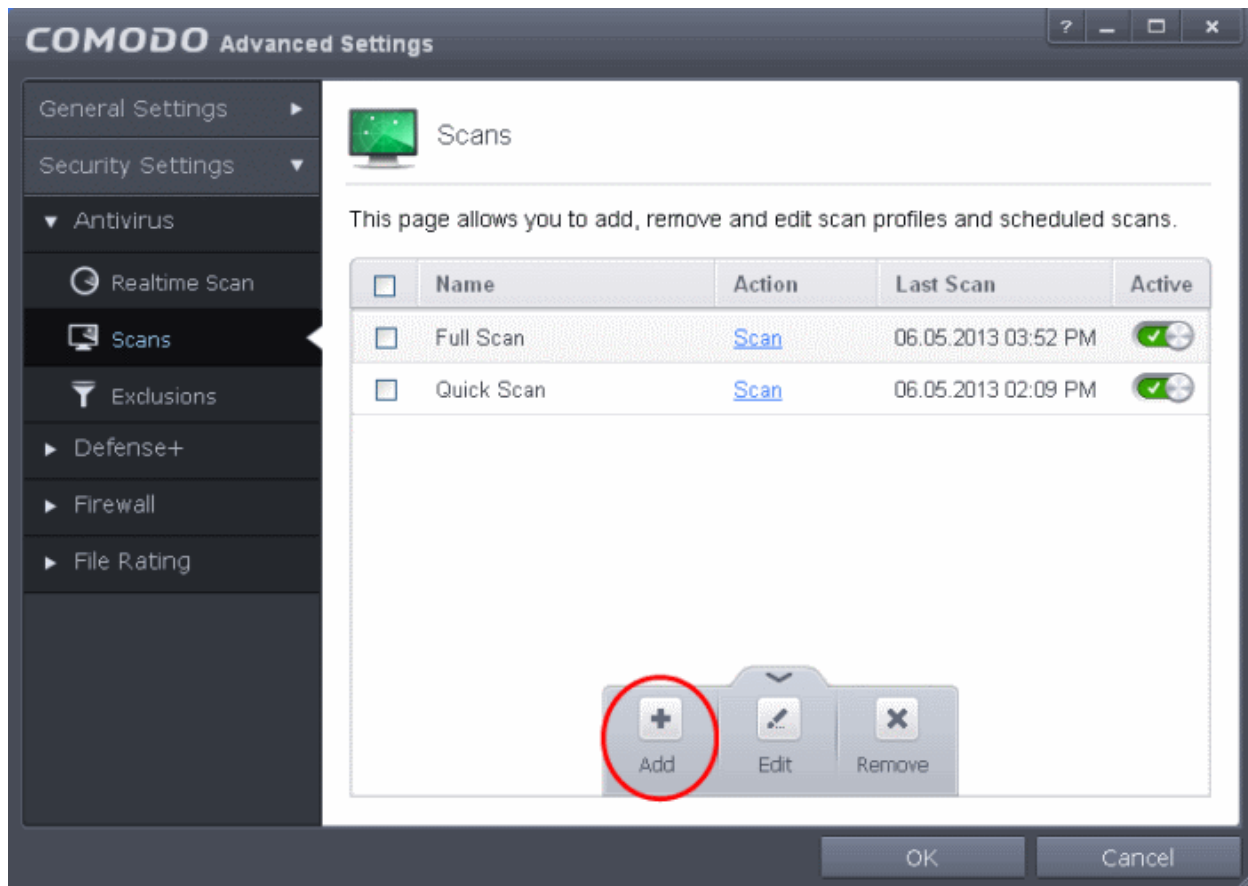 COMODO Advanced Settings
?
General Settings
Security Settings
Antivirus
Realtime Scan
Scans
Exclusions
Defense+
Firewall
File Rating
Scans
This page allows you to add, remove and edit scan profiles and scheduled scans.
Name Action Last Scan Active
Full Scan Scan 06.05.2013 03:52 PM
Quick Scan Scan 06.05.2013 02:09 PM
Add Edit Remove
OK Cancel